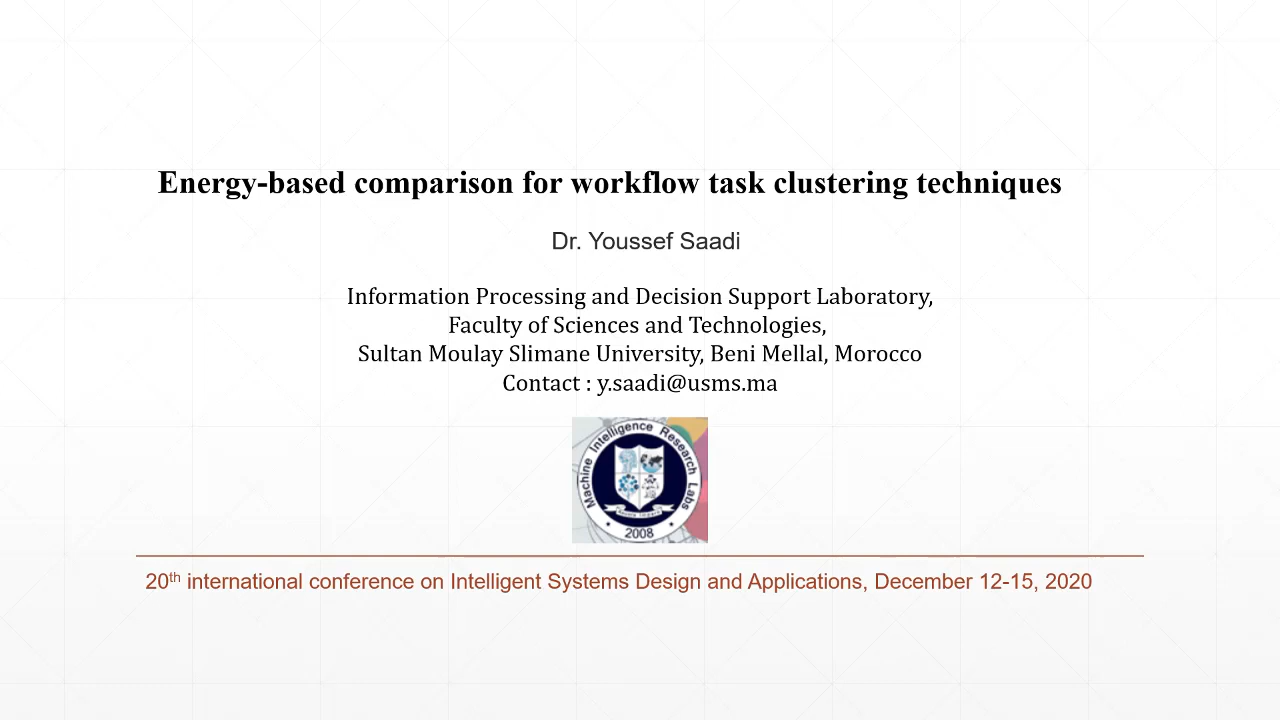 Energy-based comparison for workflow task clustering techniques
Dr. Youssef Saadi
Information Processing and Decision Support Laboratory,
Faculty of Sciences and Technologies,
Sultan Moulay Slimane University, Beni Mellal, Morocco
Contact : y.saadi@usms.ma
Machine Intelligence Research Labs
2008
20th international conference on Intelligent Systems Design and Applications, December 12-15, 2020